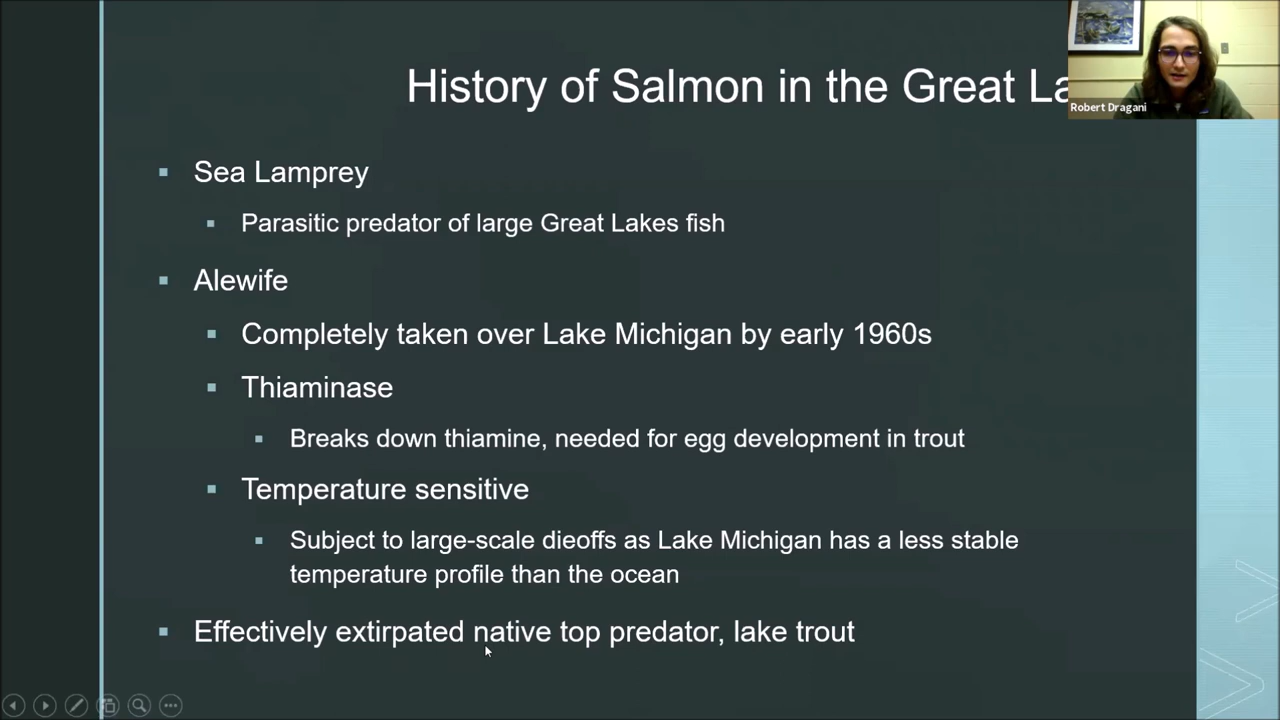 History of Salmon in the Great La
Robert Dragani
Sea Lamprey
Parasitic predator of large Great Lakes fish
Alewife
Completely taken over Lake Michigan by early 1960s
Thiaminase
Breaks down thiamine, needed for egg development in trout
Temperature sensitive
Subject to large-scale dieoffs as Lake Michigan has a less stable
temperature profile than the ocean
Effectively extirpated native top predator, lake trout